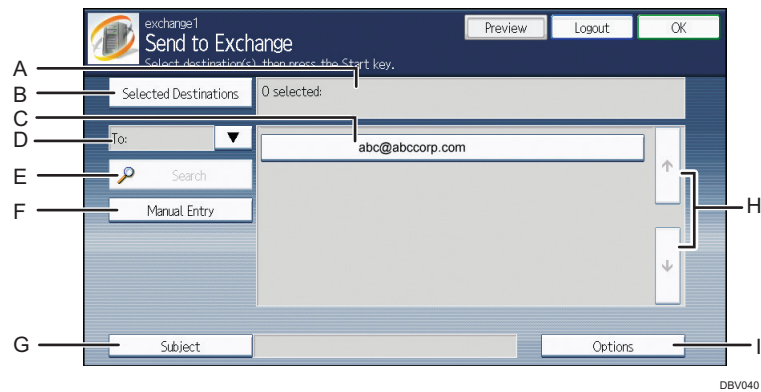 exchange1
Send to Exchange
Select destination(s), then press the Start key.
Preview
Logout
OK
A
B
Selected Destinations
0 selected:
C
D
To:
▼
abc@abccorp.com
E
Search
F
Manual Entry
H
G
Subject
Options
I
DBV040